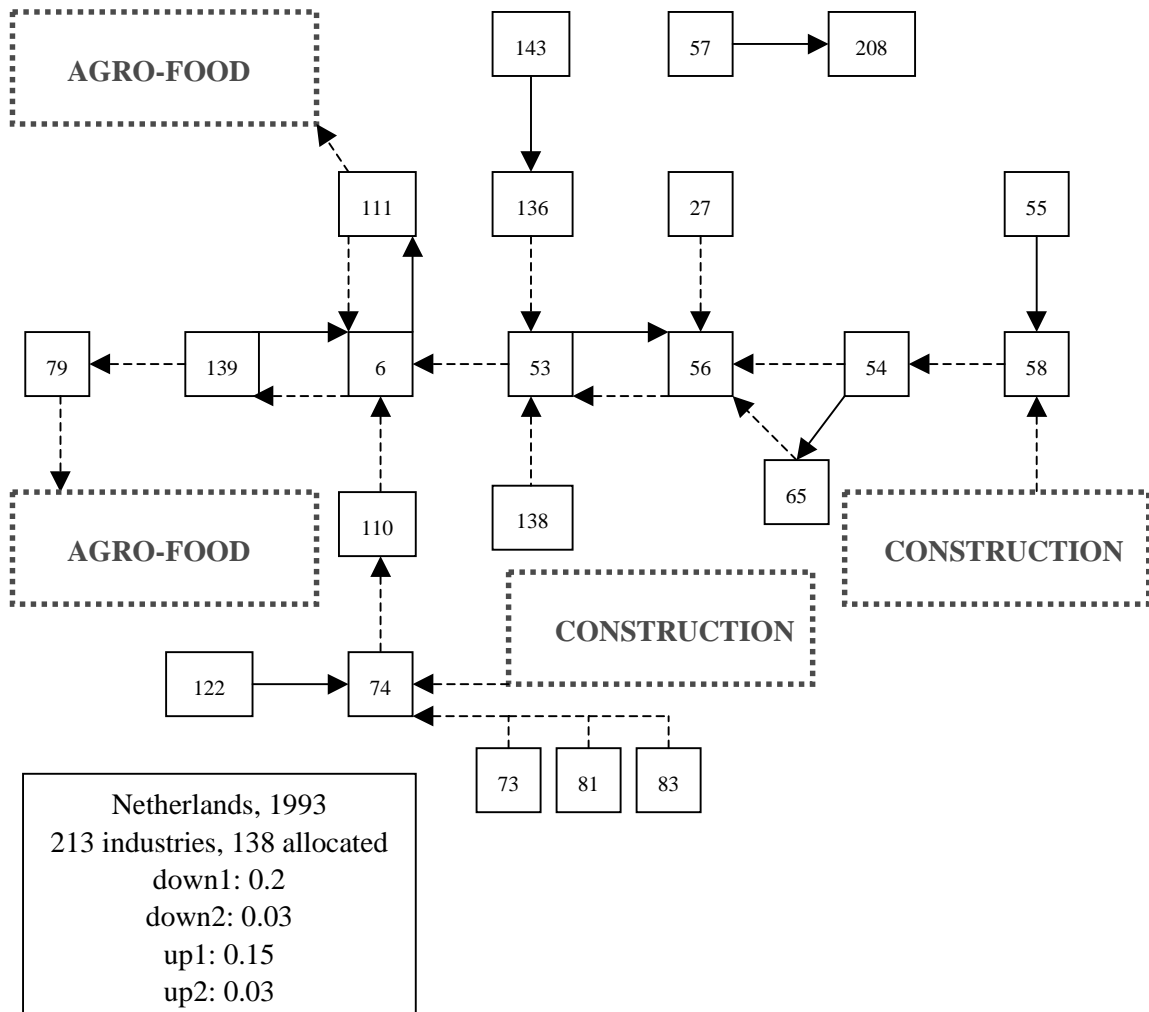 143
57
208
AGRO-FOOD
111
136
27
55
79
139
6
53
56
54
58
65
110
138
AGRO-FOOD
CONSTRUCTION
CONSTRUCTION
122
74
73
81
83
Netherlands, 1993
213 industries, 138 allocated
down1: 0.2
down2: 0.03
up1: 0.15
up2: 0.03